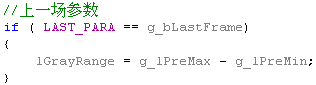 //上一场参数
if ( LAST_PARA == g_bLastFrame)
{
    lGrayRange = g_lPreMax - g_lPreMin;
}